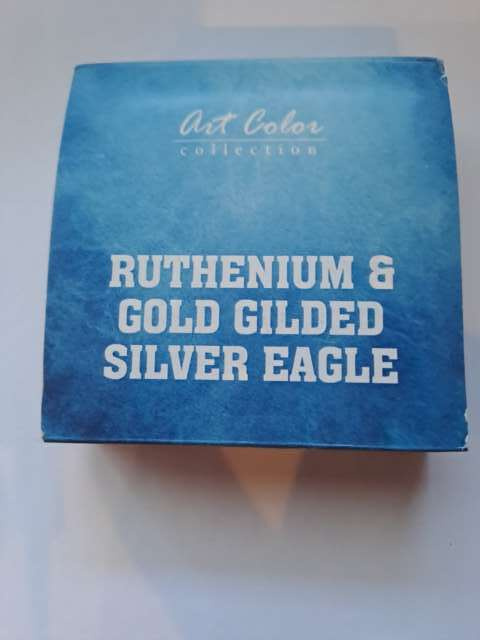 Art Color
collection
RUTHENIUM &
GOLD GILDED
SILVER EAGLE